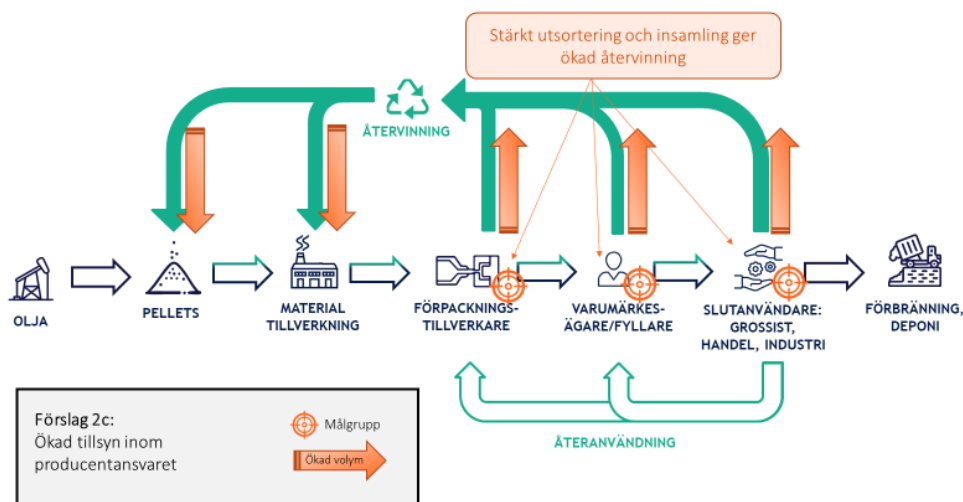 Stärkt utsortering och insamling ger
ökad återvinning
ÅTERVINNING
OLJA
PELLETS
MATERIAL
TILLVERKNING
FÖRPACKNINGS-
TILLVERKARE
VARUMÄRKES-
ÄGARE/FYLLARE
SLUTANVÄNDARE:
GROSSIST,
HANDEL, INDUSTRI
FÖRBRÄNNING,
DEPONI
ÅTERANVÄNDNING
Förslag 2c:
Ökad tillsyn inom
producentansvaret
Målgrupp
Ökad volym